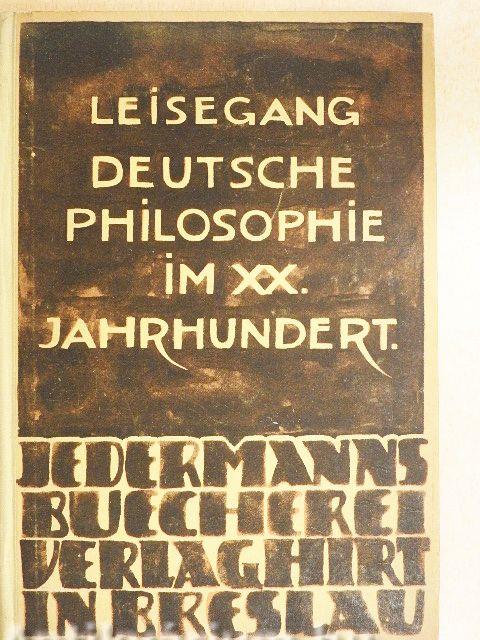 LEiSEGANG
DEUTSCHE
PHiLOSOPHiE
iM XX.
JAHRHUNDERT.
JEDERMANNS
BUECHEREI
VERLAG HIRT
IN BRESLAU